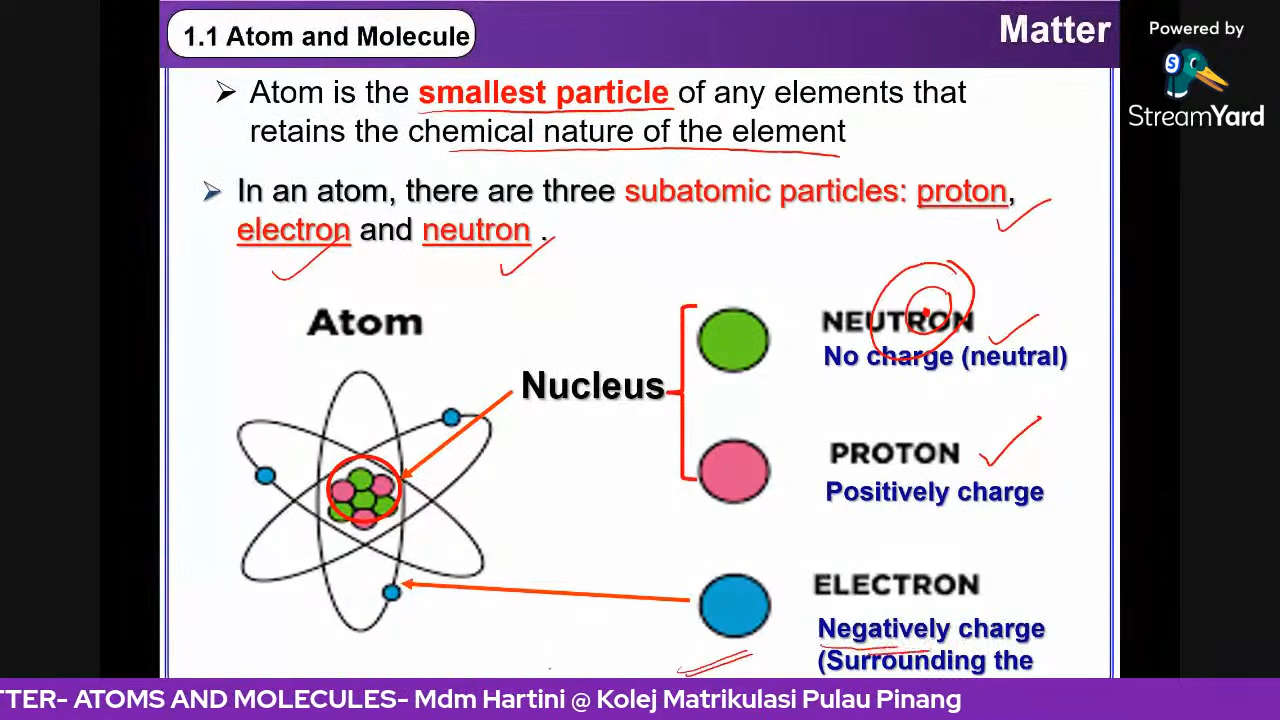 1.1 Atom and Molecule
Matter
Powered by
S
StreamYard
Atom is the smallest particle of any elements that
retains the chemical nature of the element
In an atom, there are three subatomic particles: proton,
electron and neutron .
Atom
Nucleus
NEUTRON
No charge (neutral)
PROTON
Positively charge
ELECTRON
Negatively charge
(Surrounding the
TTER- ATOMS AND MOLECULES- Mdm Hartini @ Kolej Matrikulasi Pulau Pinang